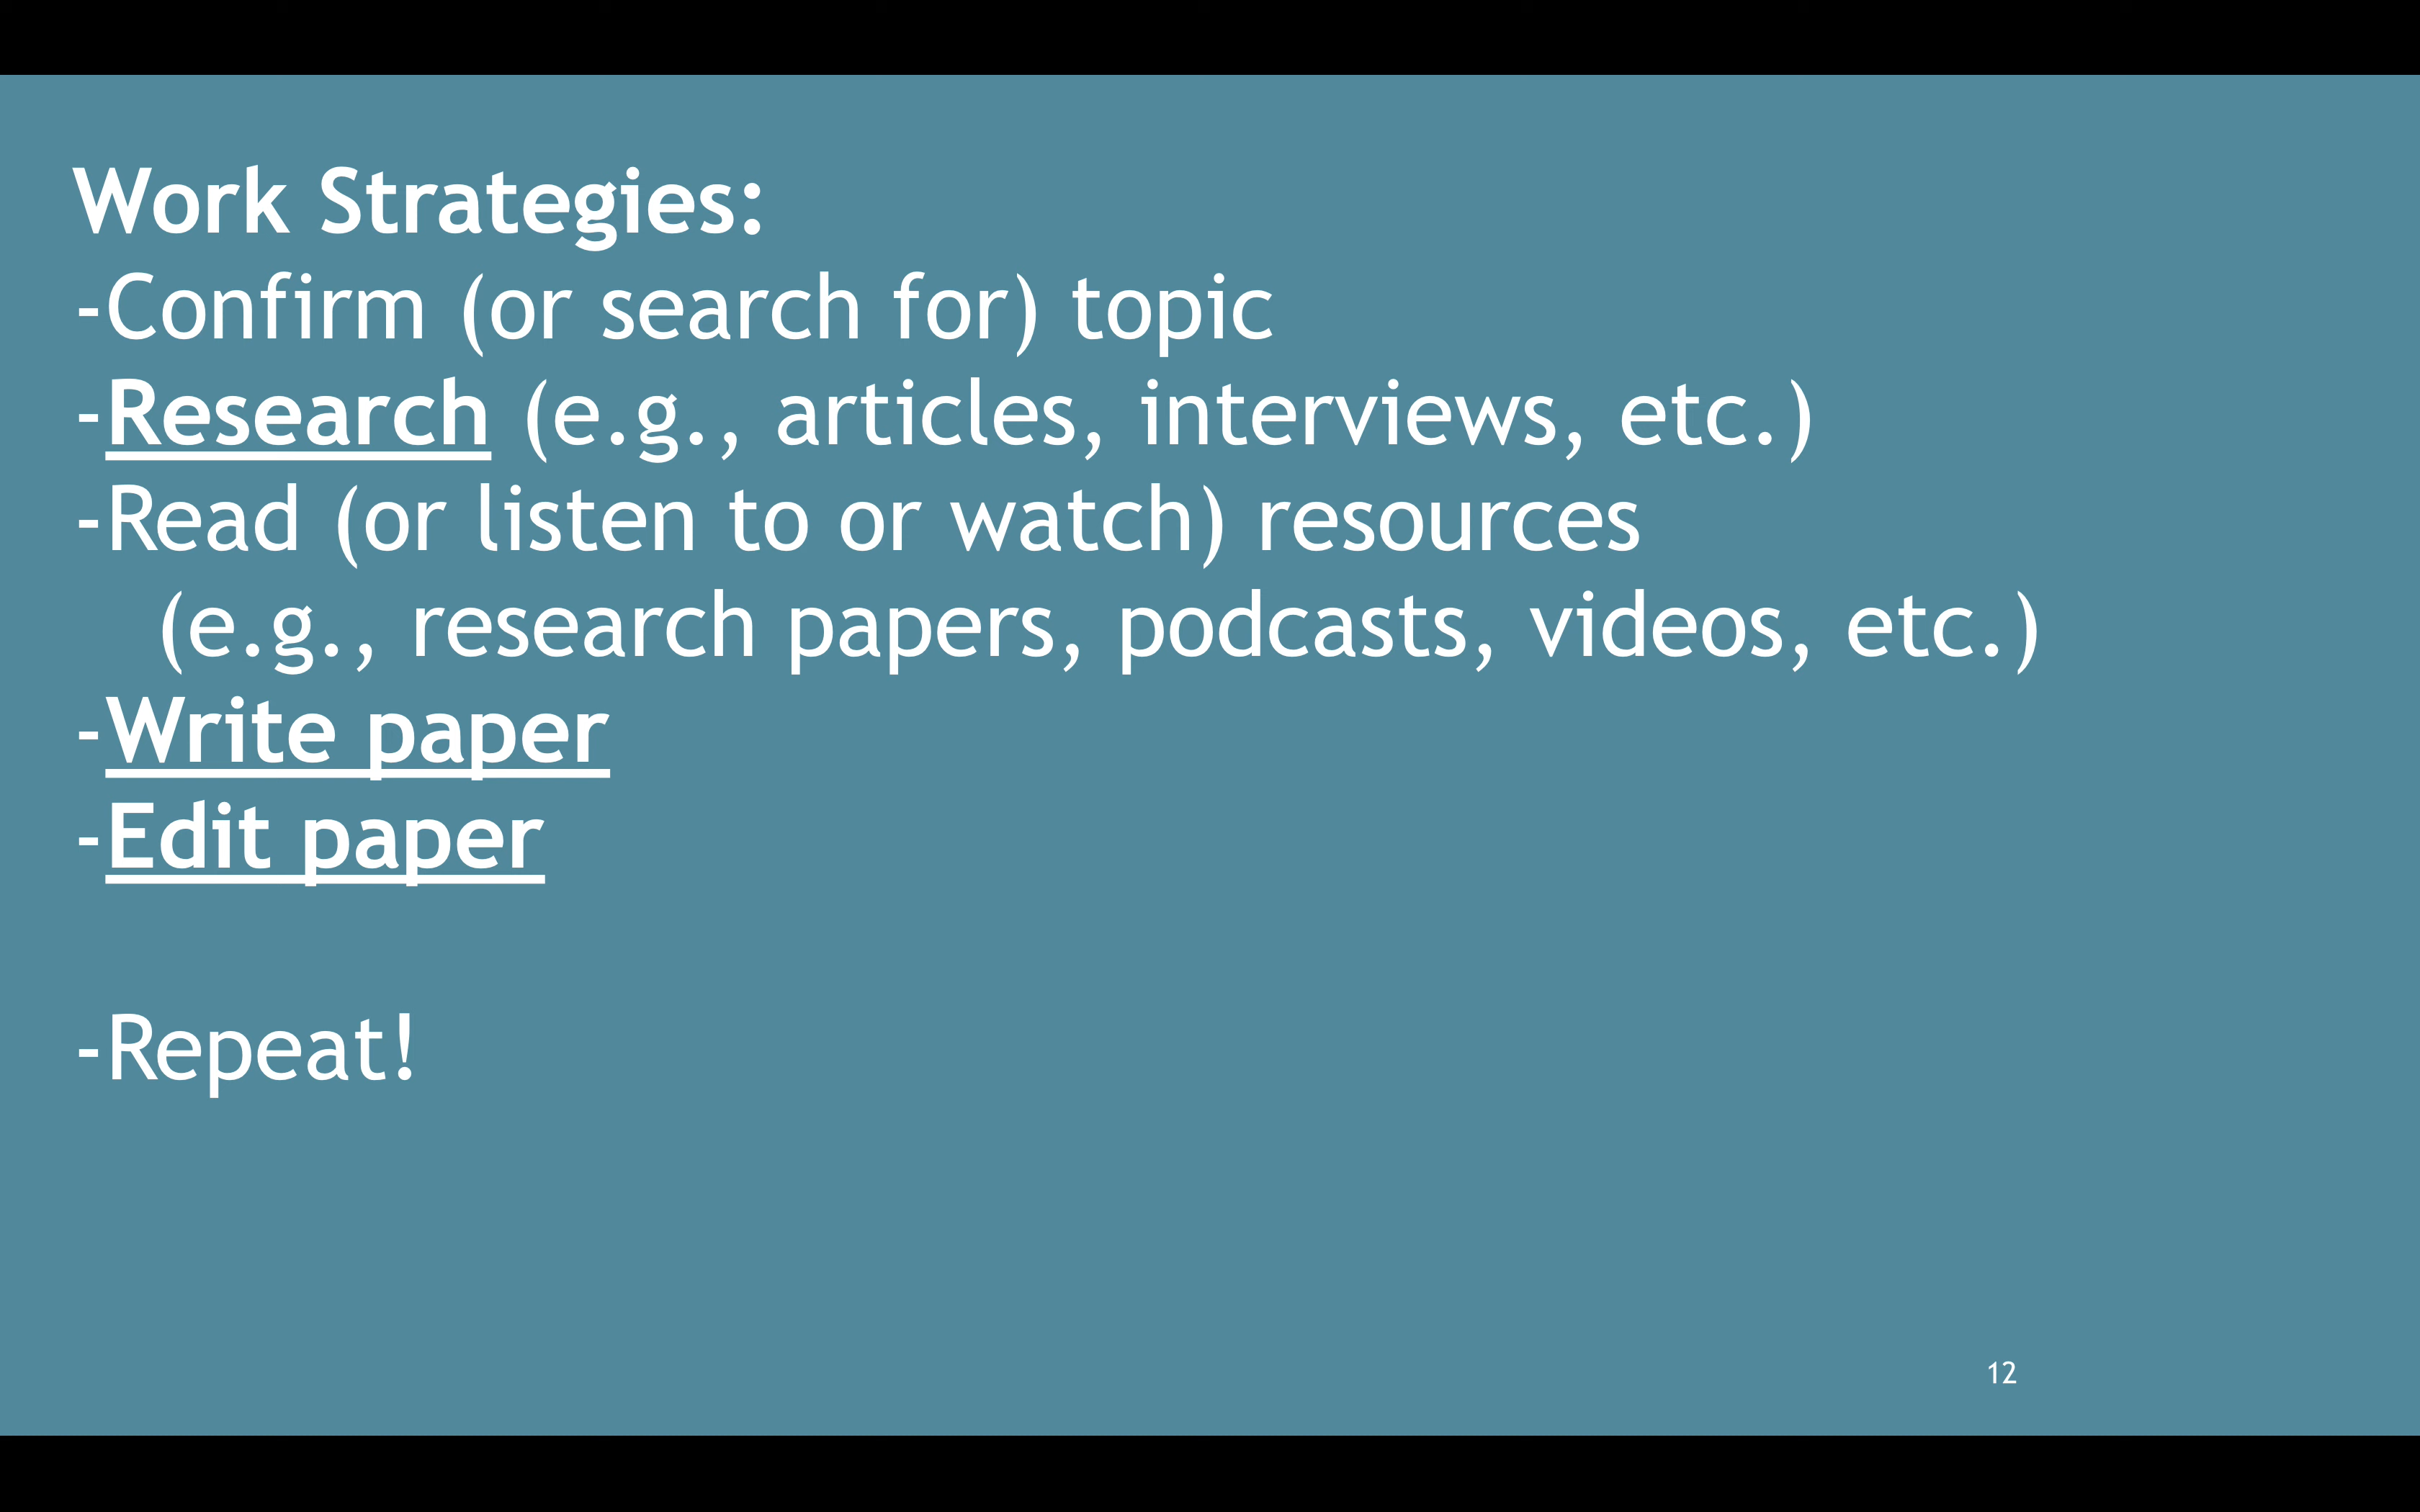 Work Strategies:
-Confirm (or search for) topic
-Research (e.g., articles, interviews, etc.)
-Read (or listen to or watch) resources
(e.g., research papers, podcasts, videos, etc.)
-Write paper
-Edit paper
-Repeat!
12